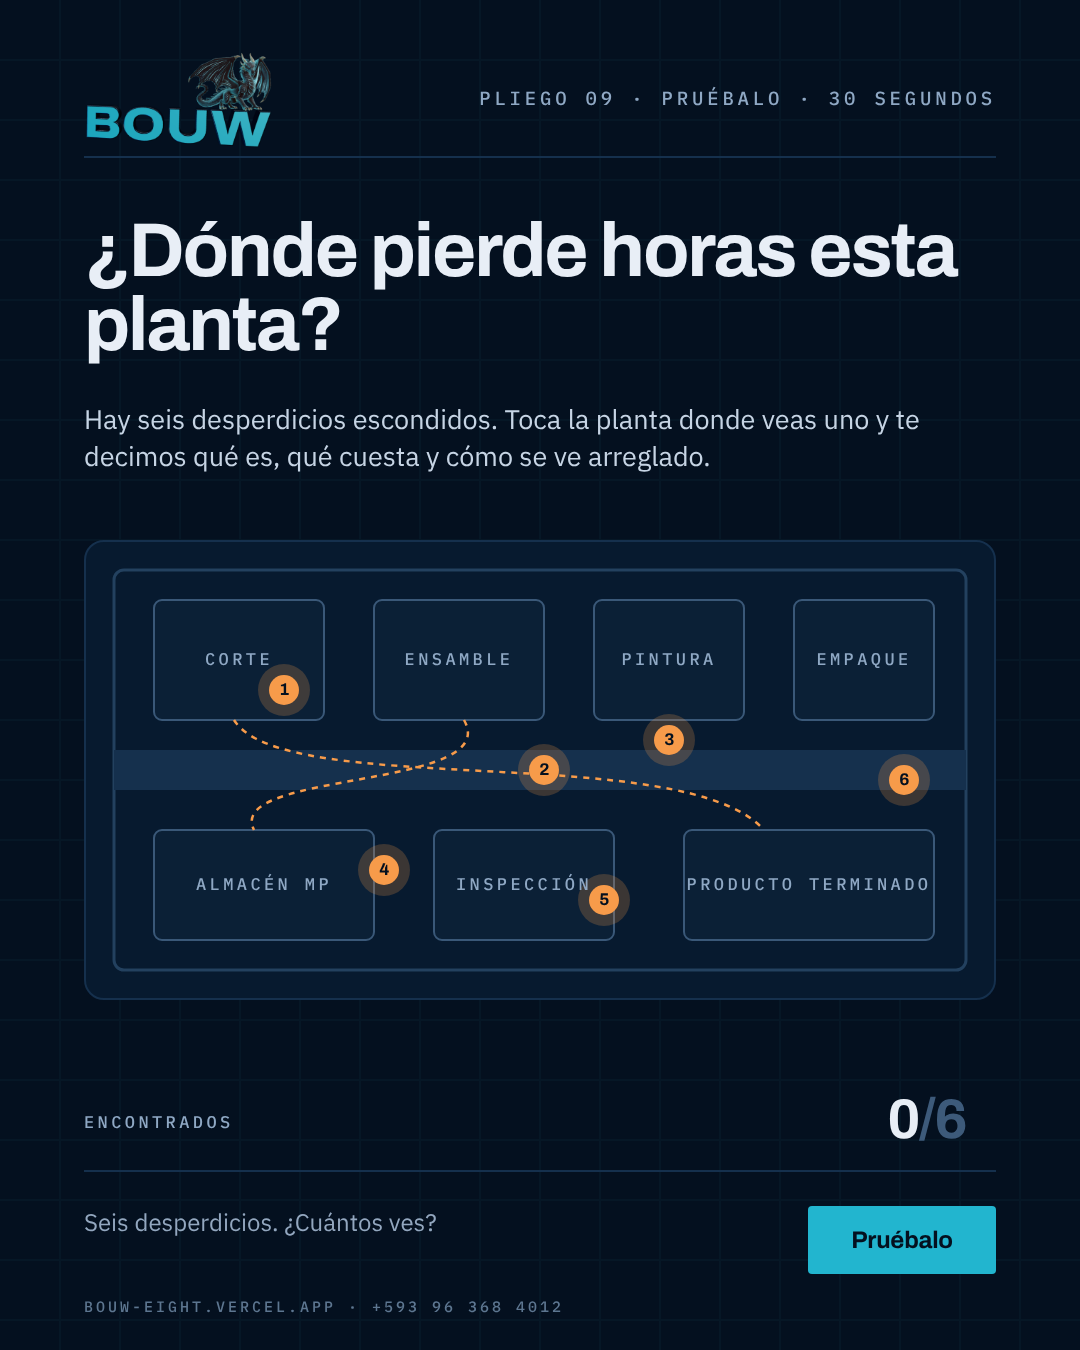 BOUW
PLIEGO 09 · PRUÉBALO · 30 SEGUNDOS
¿Dónde pierde horas esta
planta?
Hay seis desperdicios escondidos. Toca la planta donde veas uno y te
decimos qué es, qué cuesta y cómo se ve arreglado.
CORTE
ENSAMBLE
PINTURA
EMPAQUE
1
2
3
6
4
ALMACÉN MP
INSPECCIÓN
5
PRODUCTO TERMINADO
ENCONTRADOS
0/6
Seis desperdicios. ¿Cuántos ves?
Pruébalo
BOUW-EIGHT.VERCEL.APP · +593 96 368 4012